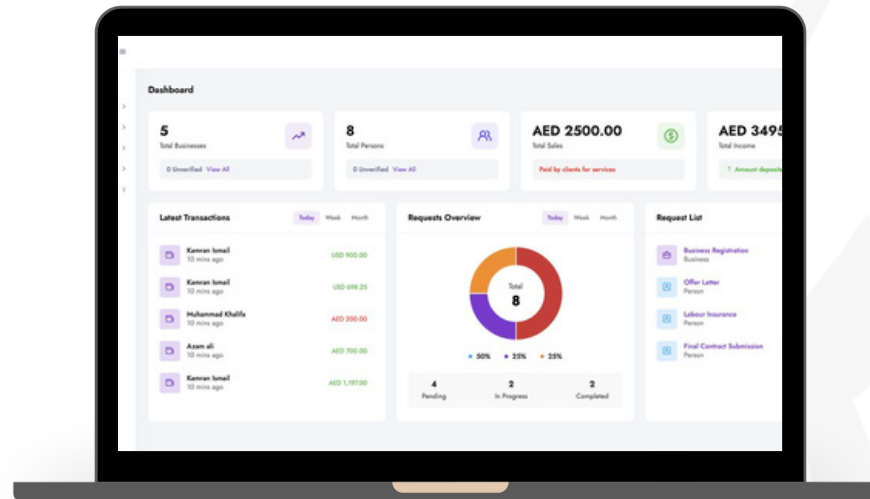 Dashboard
5
Total Businesses
0 Unverified View All
8
Total Persons
0 Unverified View All
AED 2500.00
Total Sales
Paid by clients for services
AED 3495
Total Income
↑ Amount deposite
Latest Transactions
Today Week Month
Kamran Ismail
10 mins ago
USD 900.00
Kamran Ismail
10 mins ago
USD 698.25
Muhammad Khalifa
10 mins ago
AED 200.00
Azam ali
10 mins ago
AED 700.00
Kamran Ismail
10 mins ago
AED 1,197.00
Requests Overview
Today Week Month
Total
8
50% 25% 25%
4
Pending
2
In Progress
2
Completed
Request List
Business Registration
Business
Offer Letter
Person
Labour Insurance
Person
Final Contract Submission
Person